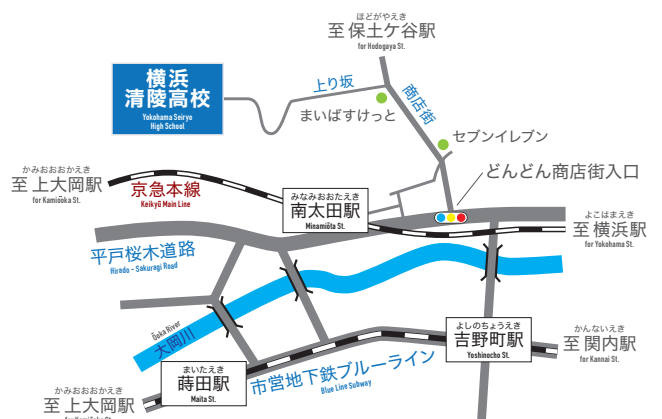 ほどがやえき
至 保土ケ谷駅
for Hodogaya St.
横浜
清陵高校
Yokohama Seiryo
High School
上り坂
商店街
まいばすけっと
セブンイレブン
どんどん商店街入口
かみおおおかえき
至 上大岡駅
for Kamiōoka St.
京急本線
Keikyū Main Line
みなみおおたえき
南太田駅
Minamiōta St.
よこはまえき
至 横浜駅
for Yokohama St.
平戸桜木道路
Hirado - Sakuragi Road
Ōoka River
大岡川
よしのちょうえき
吉野町駅
Yoshinocho St.
かんないえき
至 関内駅
for Kannai St.
まいたえき
蒔田駅
Maita St.
市営地下鉄ブルーライン
Blue Line Subway
かみおおおかえき
至 上大岡駅